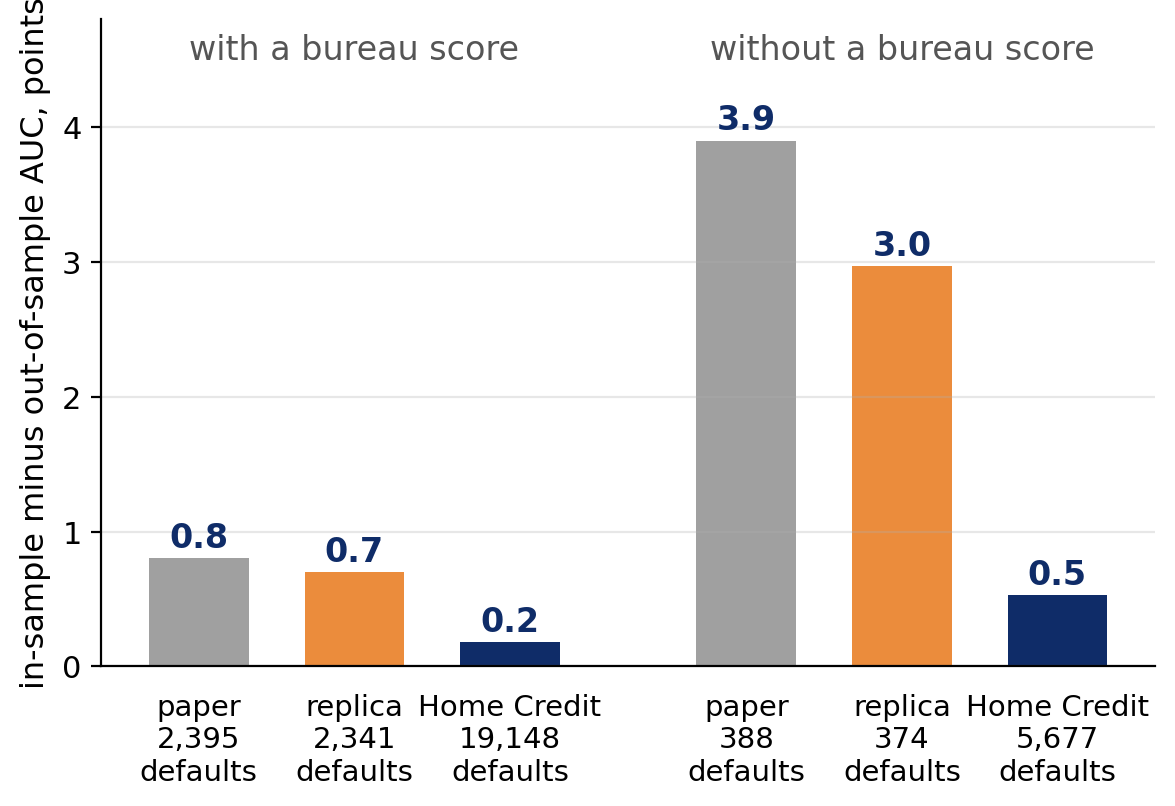 in-sample minus out-of-sample AUC, points
with a bureau score
without a bureau score
4
3
2
1
0
0.8
0.7
0.2
3.9
3.0
0.5
paper
2,395
defaults
replica
2,341
defaults
Home Credit
19,148
defaults
paper
388
defaults
replica
374
defaults
Home Credit
5,677
defaults